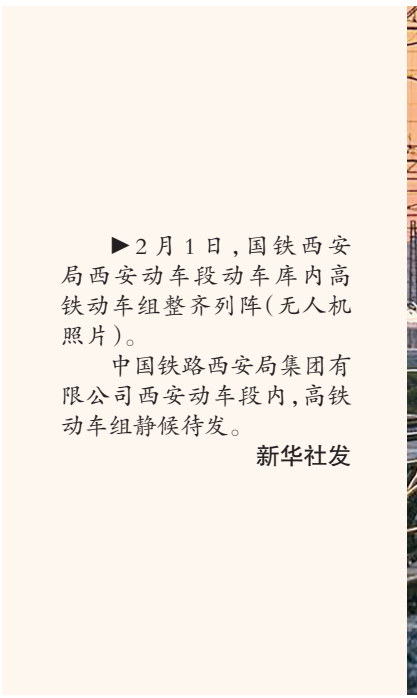 ▶2月1日,国铁西安
局西安动车段动车库内高
铁动车组整齐列阵(无人机
照片)。
中国铁路西安局集团有
限公司西安动车段内,高铁
动车组静候待发。
新华社发